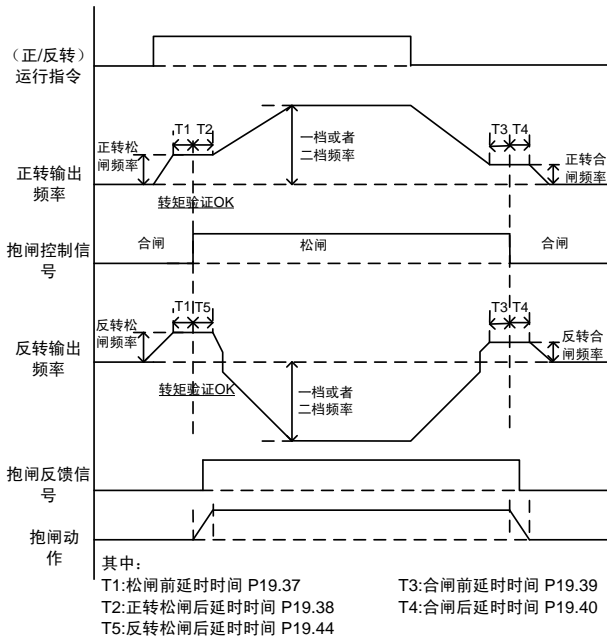 （正/反转）
运行指令
T1
T2
正转松
闸频率
一档或者
二档频率
T3
T4
正转合
闸频率
正转输出
频率
转矩验证OK
抱闸控制信
号
合闸
松闸
合闸
T1
T5
反转松
闸频率
T3
T4
反转合
闸频率
反转输出
频率
转矩验证OK
一档或者
二档频率
抱闸反馈信
号
抱闸动
作
其中：
T1:松闸前延时时间 P19.37
T3:合闸前延时时间 P19.39
T2:正转松闸后延时时间 P19.38
T4:合闸后延时时间 P19.40
T5:反转松闸后延时时间 P19.44